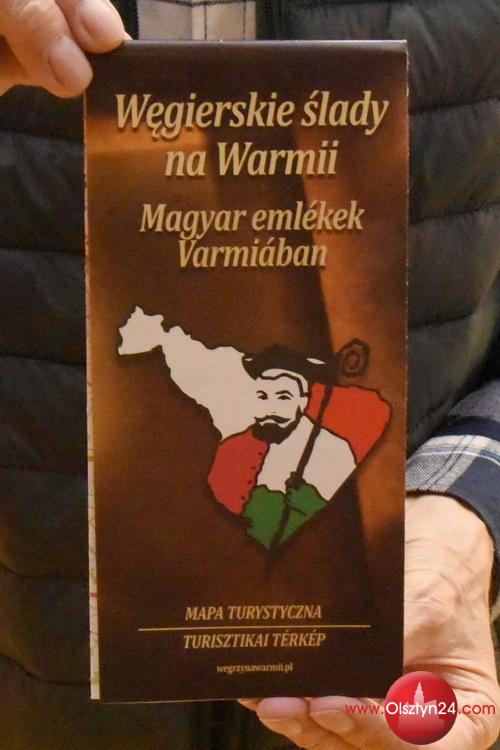 Węgierskie ślady
na Warmii
Magyar emlékek
Varmiában
MAPA TURYSTYCZNA
TURISZTIKAI TÉRKÉP
wegrzynawarmii.pl
www.Olsztyn24.com